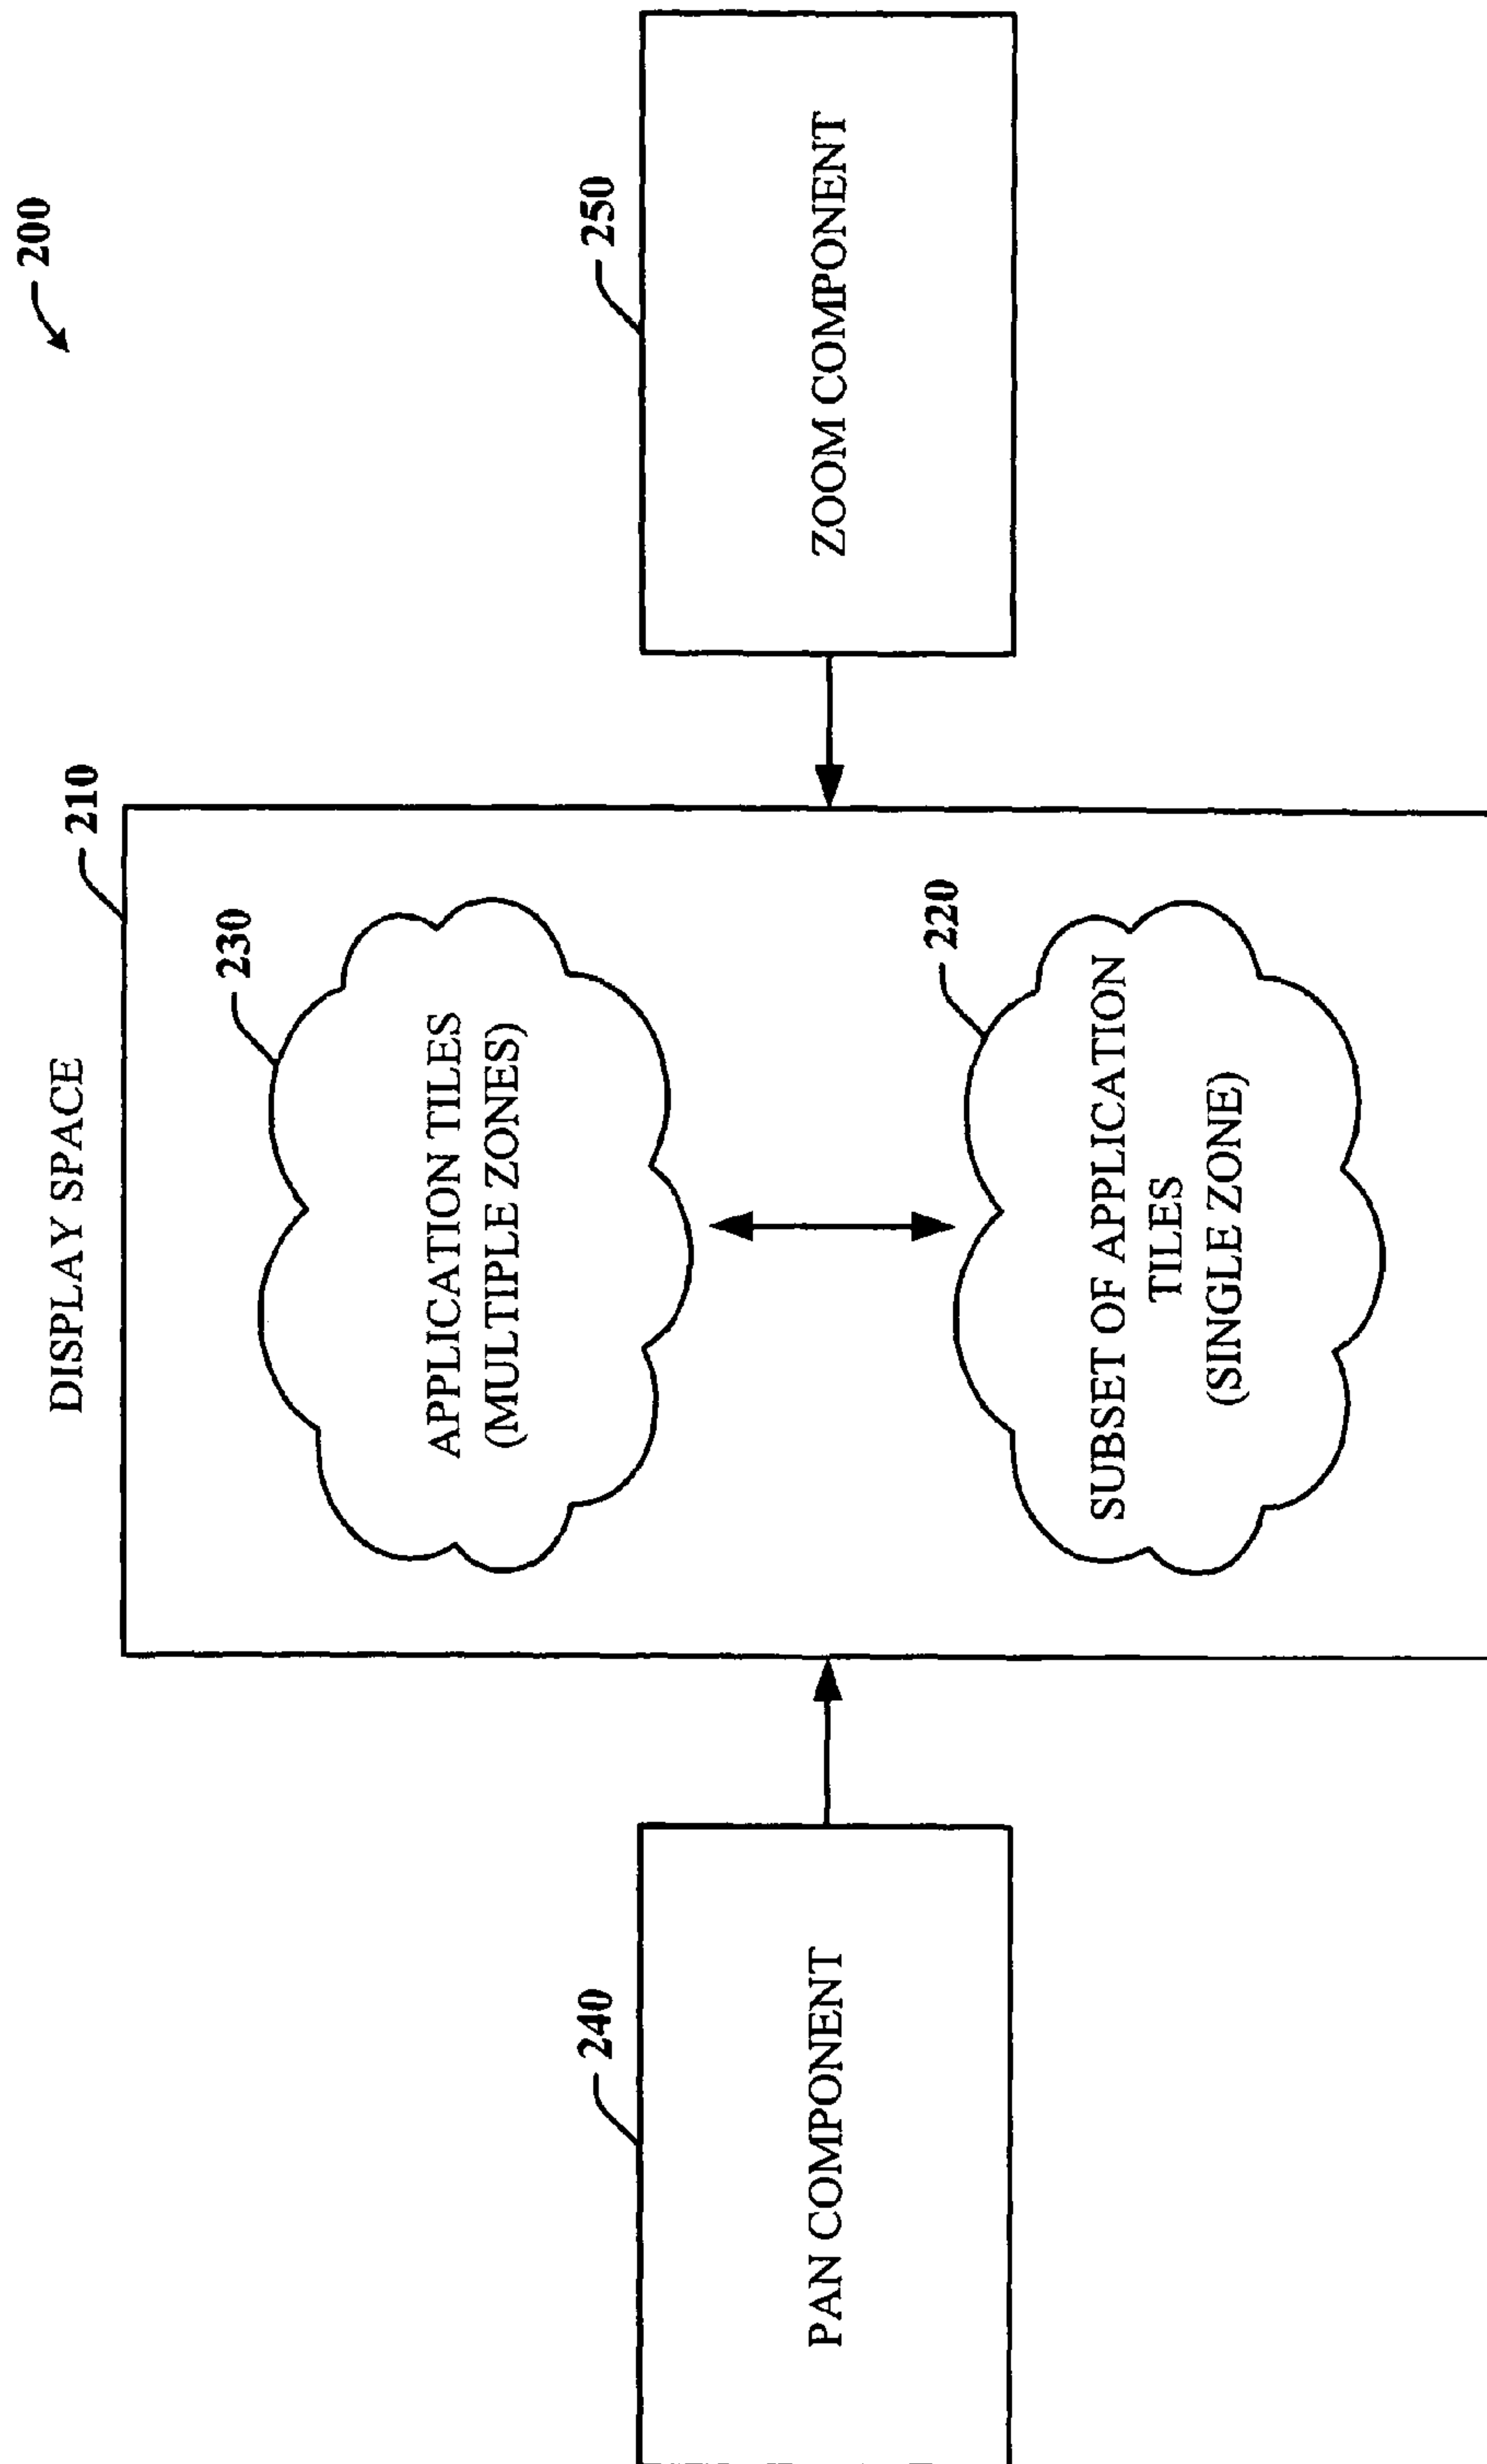 200
DISPLAY SPACE
210
230
APPLICATION TILES
(MULTIPLE ZONES)
240
PAN COMPONENT
250
ZOOM COMPONENT
220
SUBSET OF APPLICATION
TILES
(SINGLE ZONE)